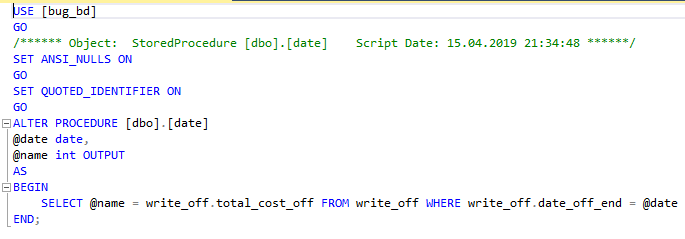 USE [bug_bd]
GO
/****** Object:  StoredProcedure [dbo].[date]    Script Date: 15.04.2019 21:34:48 ******/
SET ANSI_NULLS ON
GO
SET QUOTED_IDENTIFIER ON
GO
ALTER PROCEDURE [dbo].[date]
@date date,
@name int OUTPUT
AS
BEGIN
    SELECT @name = write_off.total_cost_off FROM write_off WHERE write_off.date_off_end = @date
END;